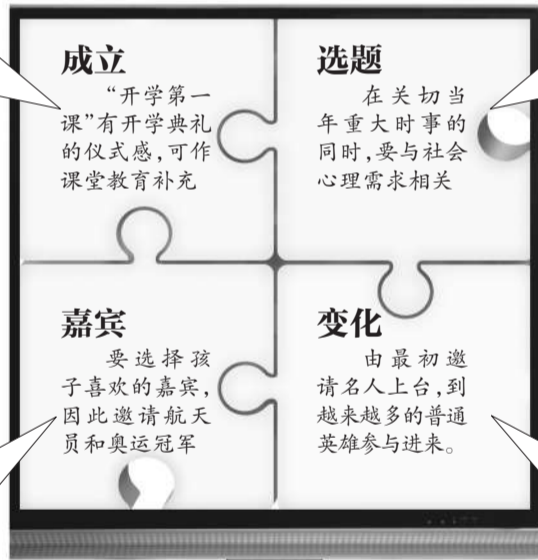 成立
“开学第一
课”有开学典礼
的仪式感,可作
课堂教育补充
选题
在关切当
年重大时事的
同时,要与社会
心理需求相关
嘉宾
要选择孩
子喜欢的嘉宾,
因此邀请航天
员和奥运冠军
变化
由最初邀
请名人上台,到
越来越多的普通
英雄参与进来。